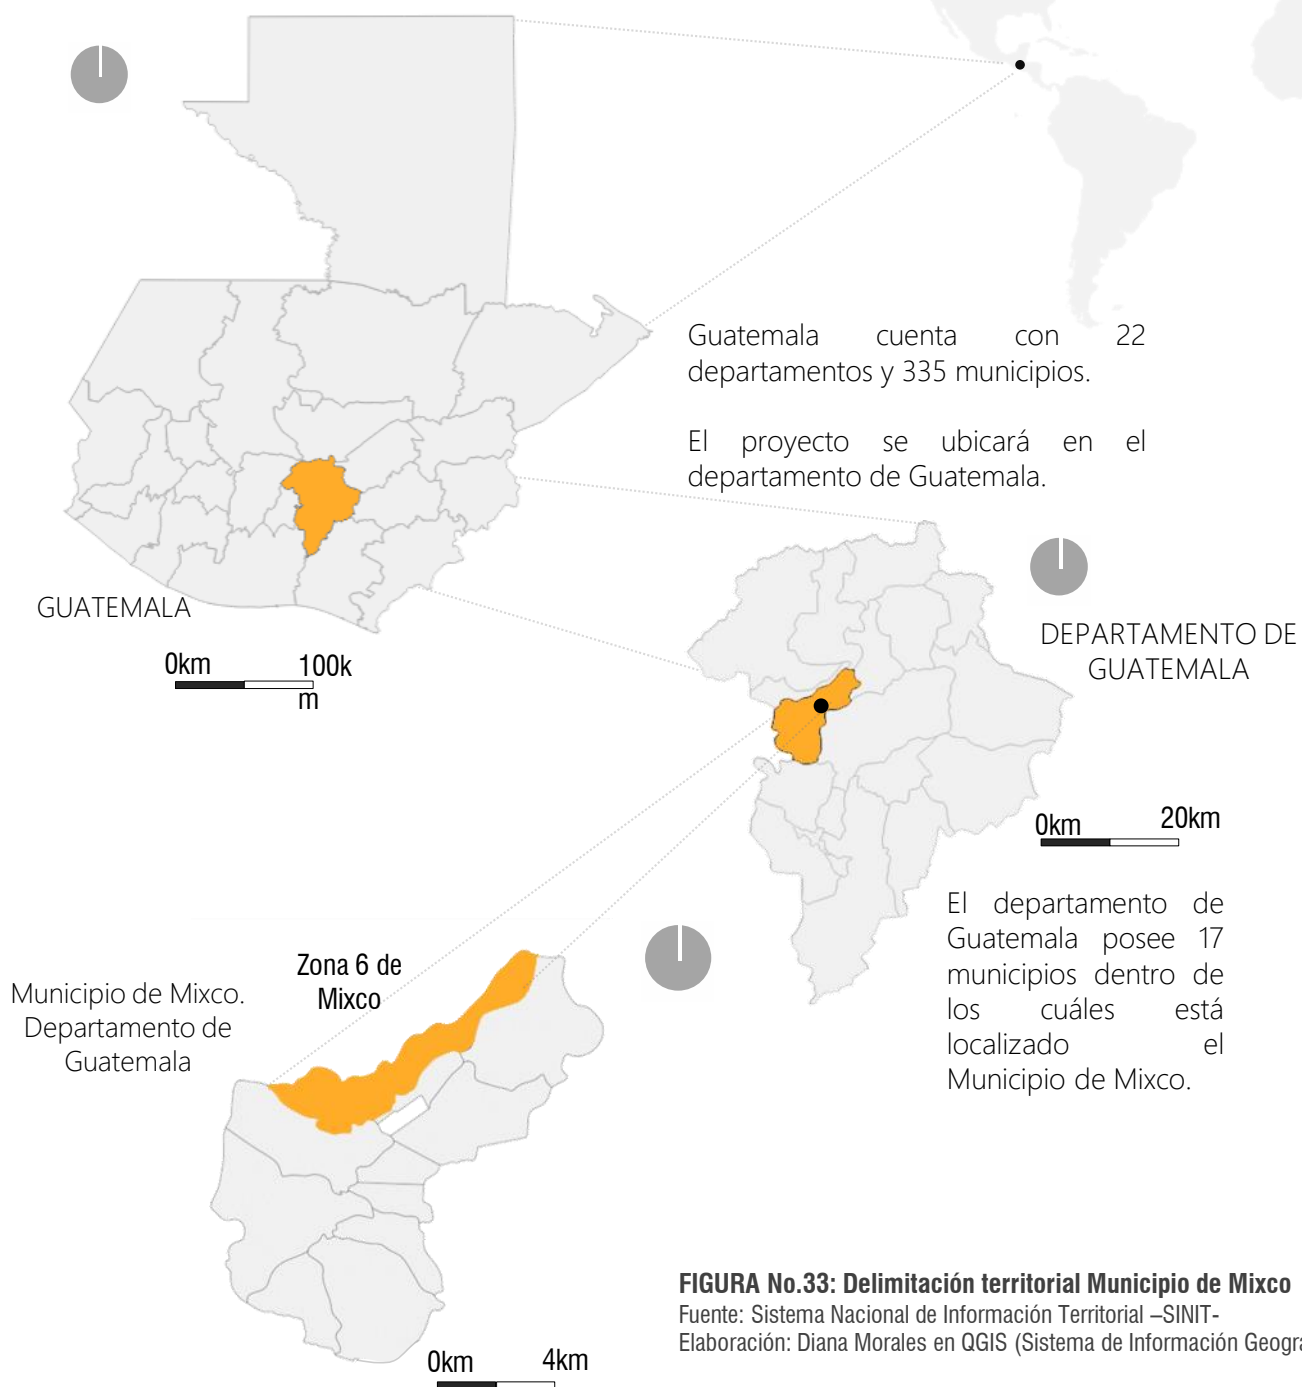 Guatemala cuenta con 22
departamentos y 335 municipios.
El proyecto se ubicará en el
departamento de Guatemala.
GUATEMALA
0km 100k
m
DEPARTAMENTO DE
GUATEMALA
0km 20km
El departamento de
Guatemala posee 17
municipios dentro de
los cuáles está
localizado el
Municipio de Mixco.
Zona 6 de
Mixco
Municipio de Mixco.
Departamento de
Guatemala
0km 4km
FIGURA No.33: Delimitación territorial Municipio de Mixco
Fuente: Sistema Nacional de Información Territorial –SINIT-
Elaboración: Diana Morales en QGIS (Sistema de Información Geogra